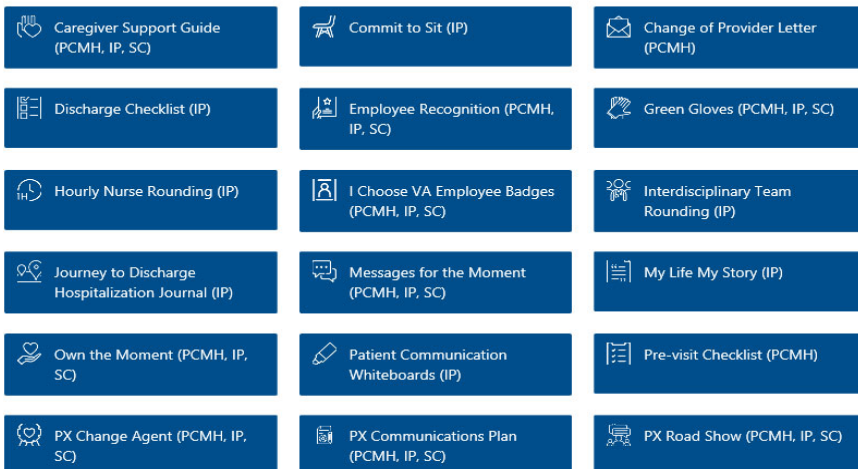 Caregiver Support Guide
(PCMH, IP, SC)
Commit to Sit (IP)
Change of Provider Letter
(PCMH)
Discharge Checklist (IP)
Employee Recognition (PCMH,
IP, SC)
Green Gloves (PCMH, IP, SC)
1H
Hourly Nurse Rounding (IP)
I Choose VA Employee Badges
(PCMH, IP, SC)
Interdisciplinary Team
Rounding (IP)
Journey to Discharge
Hospitalization Journal (IP)
Messages for the Moment
(PCMH, IP, SC)
My Life My Story (IP)
Own the Moment (PCMH, IP,
SC)
Patient Communication
Whiteboards (IP)
Pre-visit Checklist (PCMH)
PX Change Agent (PCMH, IP,
SC)
PX Communications Plan
(PCMH, IP, SC)
PX Road Show (PCMH, IP, SC)